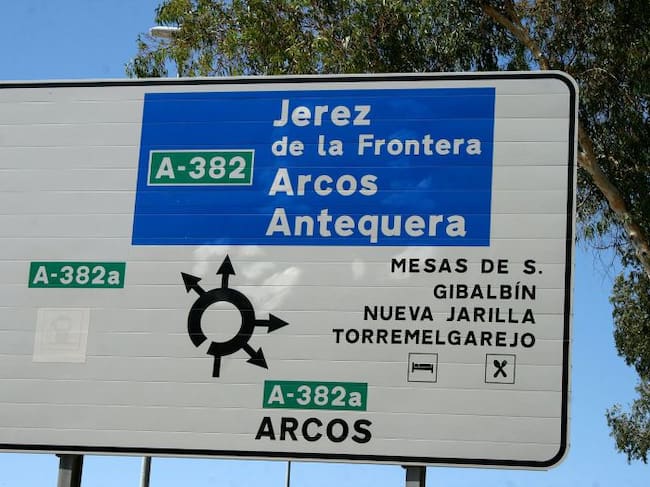 Jerez
de la Frontera
A-382
Arcos
Antequera
A-382a
MESAS DE S.
GIBALBÍN
NUEVA JARILLA
TORREMELGAREJO
A-382a
ARCOS